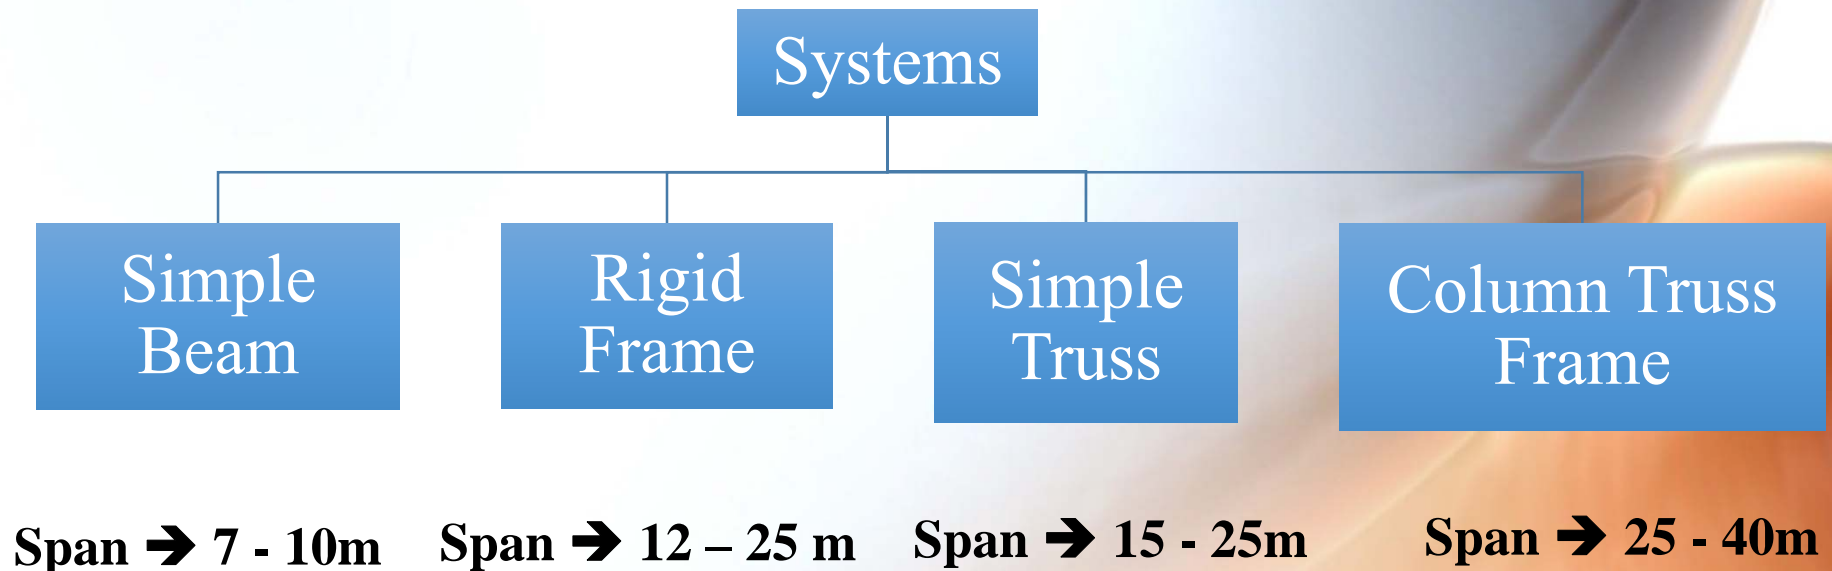 Systems
Simple
Beam
Rigid
Frame
Simple
Truss
Column Truss
Frame
Span ➔ 7 - 10m
Span ➔ 12 – 25 m
Span ➔ 15 - 25m
Span ➔ 25 - 40m